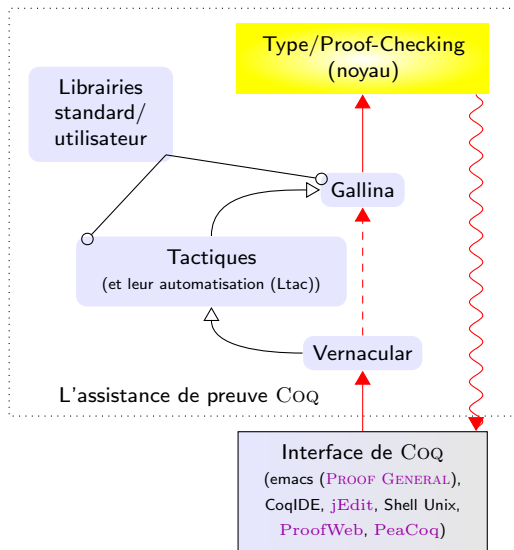 Type/Proof-Checking
(noyau)
Librairies
standard/
utilisateur
Gallina
Tactiques
(et leur automatisation (Ltac))
Vernacular
L'assistance de preuve COQ
Interface de COQ
(emacs (PROOF GENERAL),
CoqIDE, jEdit, Shell Unix,
ProofWeb, PeaCoq)